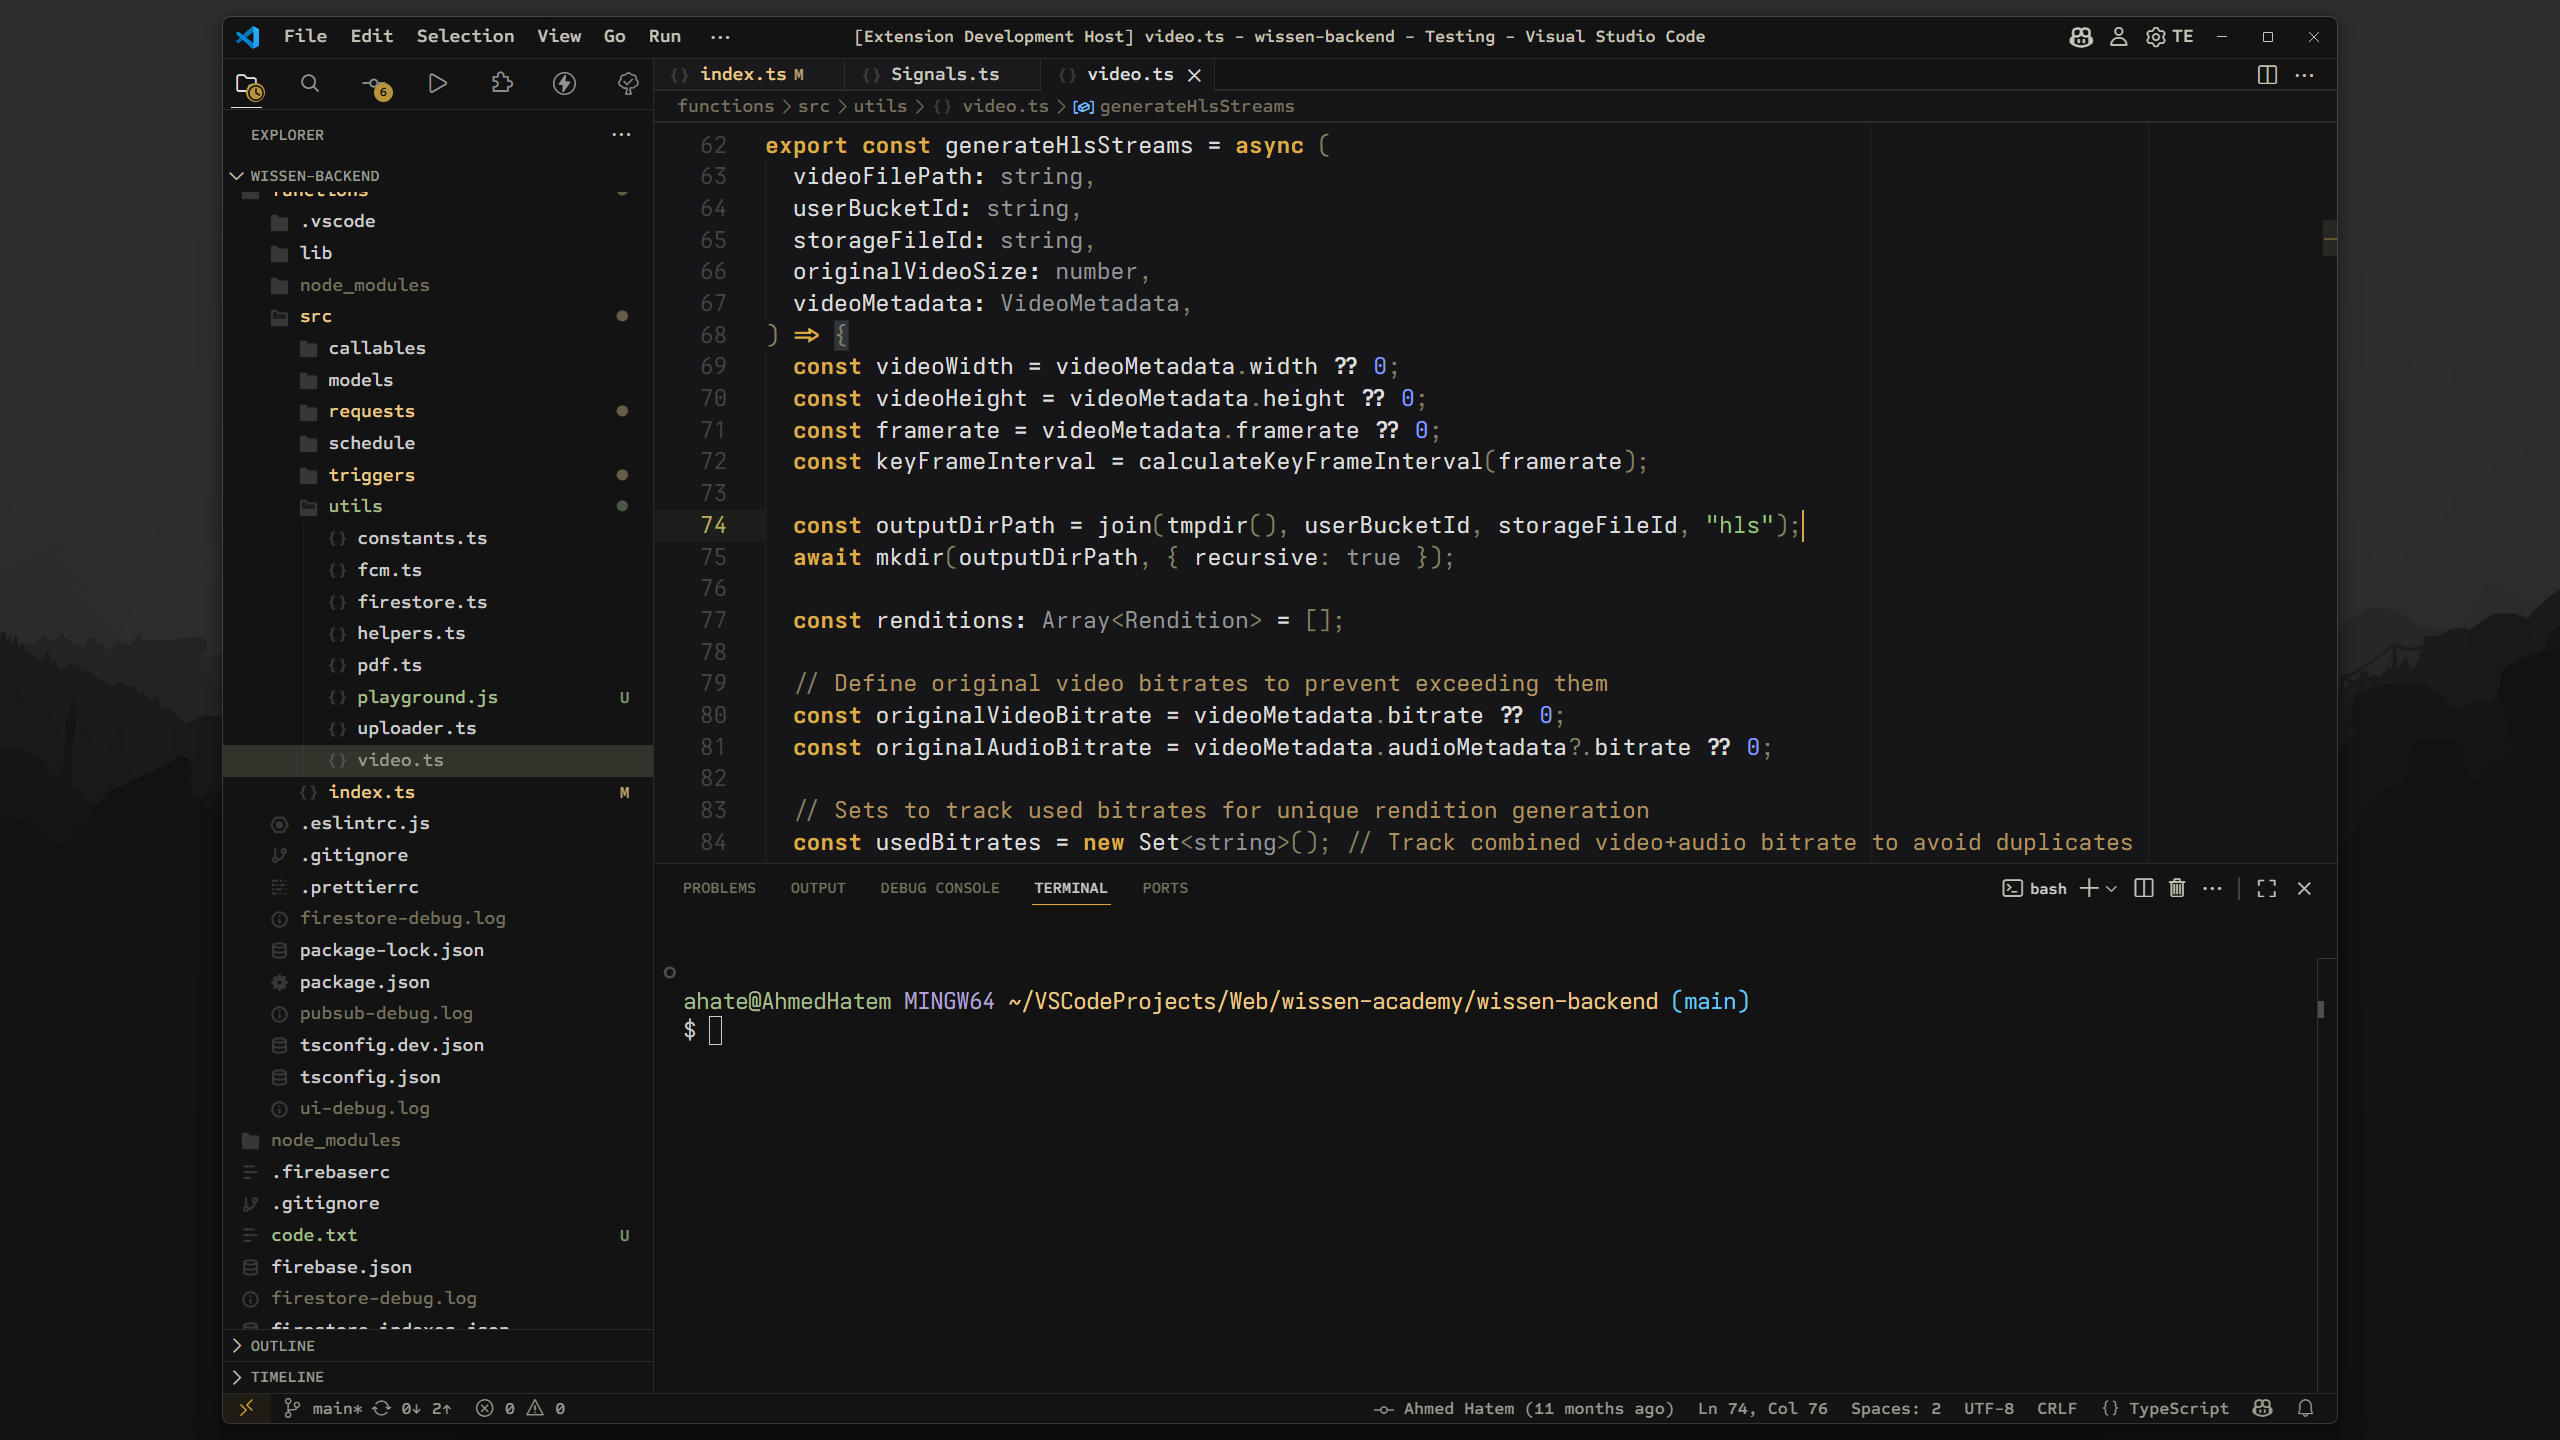 File Edit Selection View Go Run ···
[Extension Development Host] video.ts - wissen-backend - Testing - Visual Studio Code
TE
6
EXPLORER
WISSEN-BACKEND
functions
.vscode
lib
node_modules
src
callables
models
requests
schedule
triggers
utils
constants.ts
fcm.ts
firestore.ts
helpers.ts
pdf.ts
playground.js U
uploader.ts
video.ts
index.ts M
.eslintrc.js
.gitignore
.prettierrc
firestore-debug.log
package-lock.json
package.json
pubsub-debug.log
tsconfig.dev.json
tsconfig.json
ui-debug.log
node_modules
.firebaserc
.gitignore
code.txt U
firebase.json
firestore-debug.log
firestore.indexes.json
OUTLINE
TIMELINE
index.ts M Signals.ts video.ts
functions > src > utils > {} video.ts > generateHlsStreams
62 export const generateHlsStreams = async (
63 videoFilePath: string,
64 userBucketId: string,
65 storageFileId: string,
66 originalVideoSize: number,
67 videoMetadata: VideoMetadata,
68 ) => {
69 const videoWidth = videoMetadata.width ?? 0;
70 const videoHeight = videoMetadata.height ?? 0;
71 const framerate = videoMetadata.framerate ?? 0;
72 const keyFrameInterval = calculateKeyFrameInterval(framerate);
73
74 const outputDirPath = join(tmpdir(), userBucketId, storageFileId, "hls");
75 await mkdir(outputDirPath, { recursive: true });
76
77 const renditions: Array<Rendition> = [];
78
79 // Define original video bitrates to prevent exceeding them
80 const originalVideoBitrate = videoMetadata.bitrate ?? 0;
81 const originalAudioBitrate = videoMetadata.audioMetadata?.bitrate ?? 0;
82
83 // Sets to track used bitrates for unique rendition generation
84 const usedBitrates = new Set<string>(); // Track combined video+audio bitrate to avoid duplicates
PROBLEMS OUTPUT DEBUG CONSOLE TERMINAL PORTS
bash
ahate@AhmedHatem MINGW64 ~/VSCodeProjects/Web/wissen-academy/wissen-backend (main)
$
main* 0↓ 2↑ 0 0
Ahmed Hatem (11 months ago) Ln 74, Col 76 Spaces: 2 UTF-8 CRLF {} TypeScript